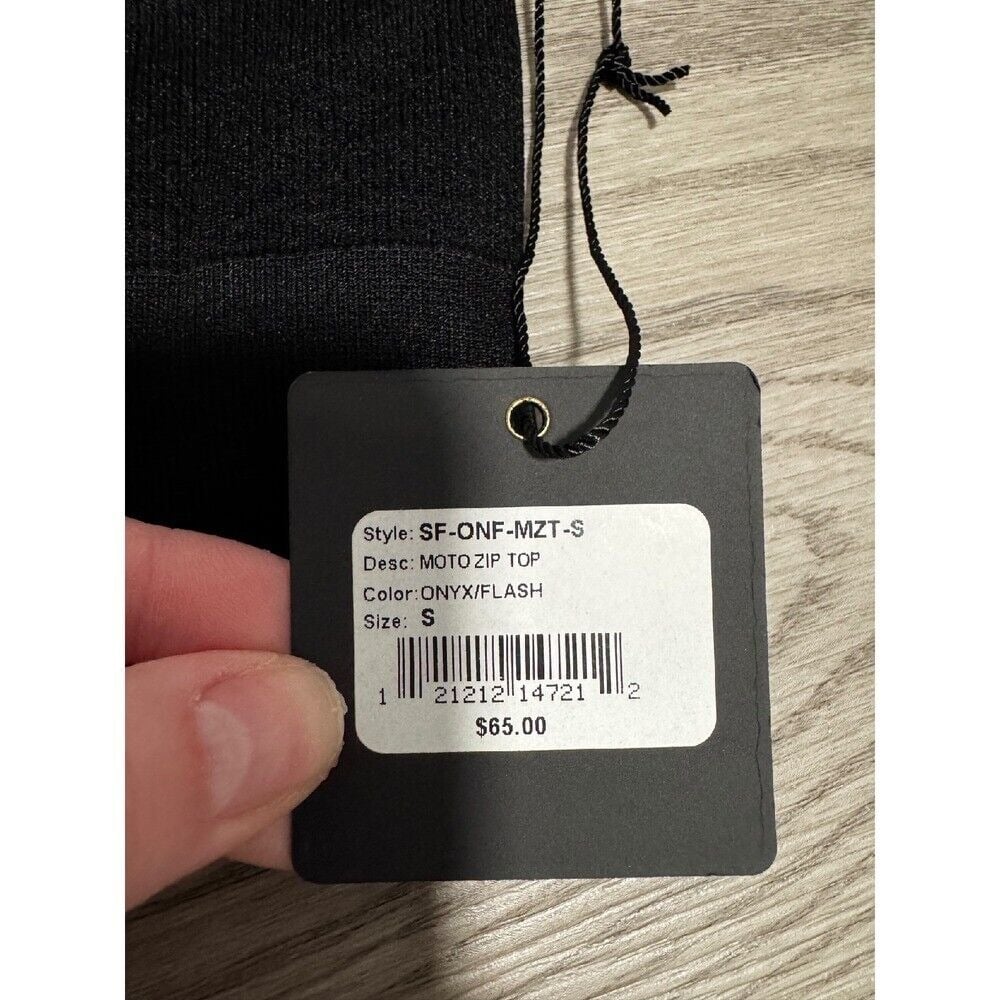 Style: SF-ONF-MZT-S
Desc: MOTO ZIP TOP
Color:ONYX/FLASH
Size: S
1 21212 14721 2
$65.00